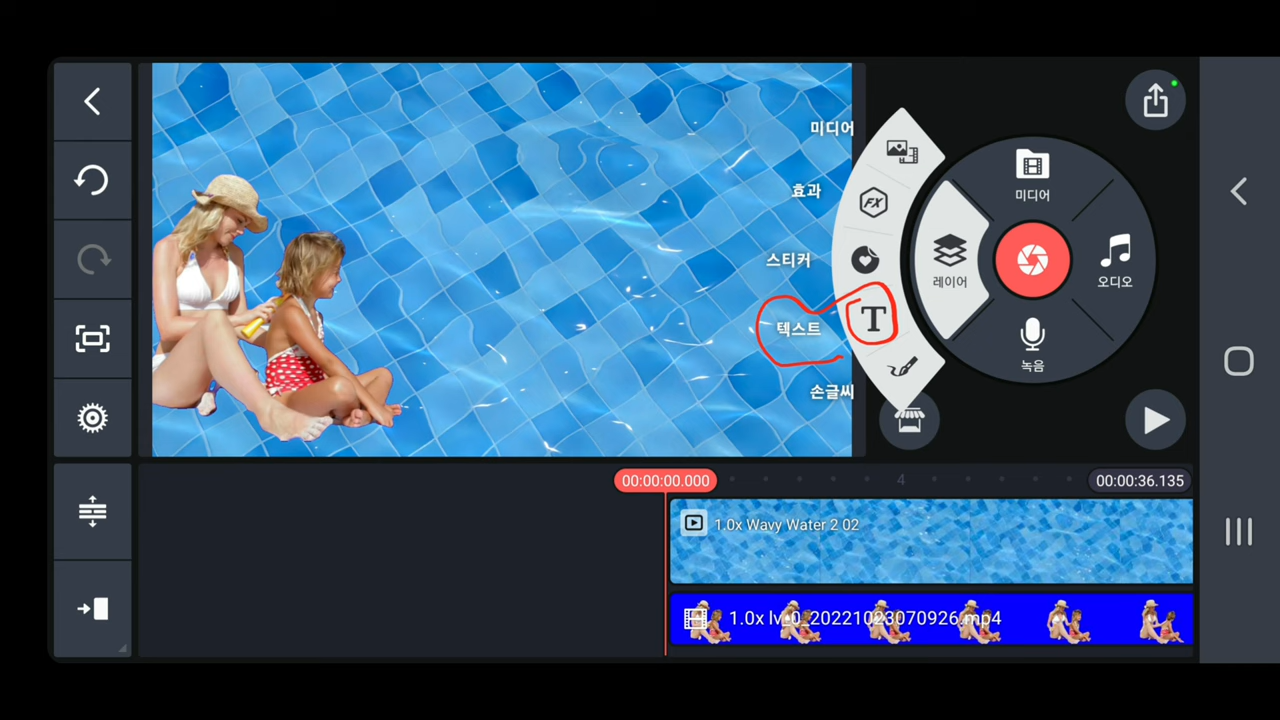 미디어
효과
스티커
텍스트
손글씨
FX
T
미디어
레이어
오디오
녹음
00:00:00.000
4
00:00:36.135
1.0x Wavy Water 2 02
1.0x lv_0_20221023070926.mp4